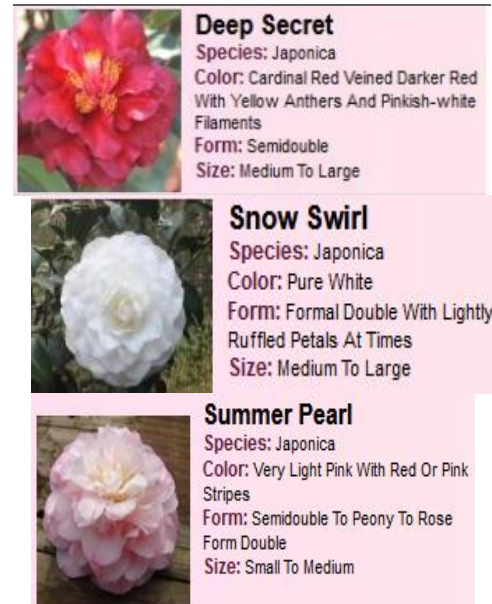 Deep Secret
Species: Japonica
Color: Cardinal Red Veined Darker Red
With Yellow Anthers And Pinkish-white
Filaments
Form: Semidouble
Size: Medium To Large
Snow Swirl
Species: Japonica
Color: Pure White
Form: Formal Double With Lightly
Ruffled Petals At Times
Size: Medium To Large
Summer Pearl
Species: Japonica
Color: Very Light Pink With Red Or Pink
Stripes
Form: Semidouble To Peony To Rose
Form Double
Size: Small To Medium